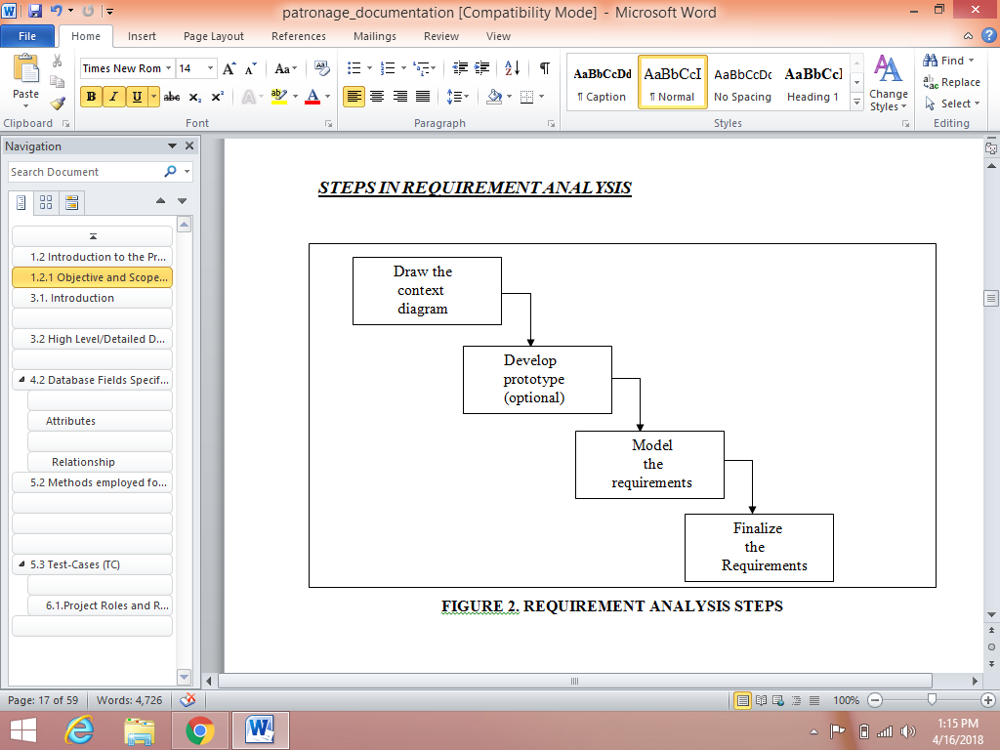 patronage_documentation [Compatibility Mode] - Microsoft Word
File Home Insert Page Layout References Mailings Review View
Paste
Clipboard
Times New Rom 14
Font
Paragraph
AaBbCcDd AaBbCcI AaBbCcDc AaBbCcI
¶ Caption ¶ Normal No Spacing Heading 1
Change Styles
Styles
Find
Replace
Select
Editing
Navigation
Search Document
1.2 Introduction to the Pr...
1.2.1 Objective and Scope...
3.1. Introduction
3.2 High Level/Detailed D...
4.2 Database Fields Specif...
Attributes
Relationship
5.2 Methods employed fo...
5.3 Test-Cases (TC)
6.1.Project Roles and R...
STEPS IN REQUIREMENT ANALYSIS
Draw the
context
diagram
Develop
prototype
(optional)
Model
the
requirements
Finalize
the
Requirements
FIGURE 2. REQUIREMENT ANALYSIS STEPS
Page: 17 of 59 Words: 4,726 100%
1:15 PM
4/16/2018